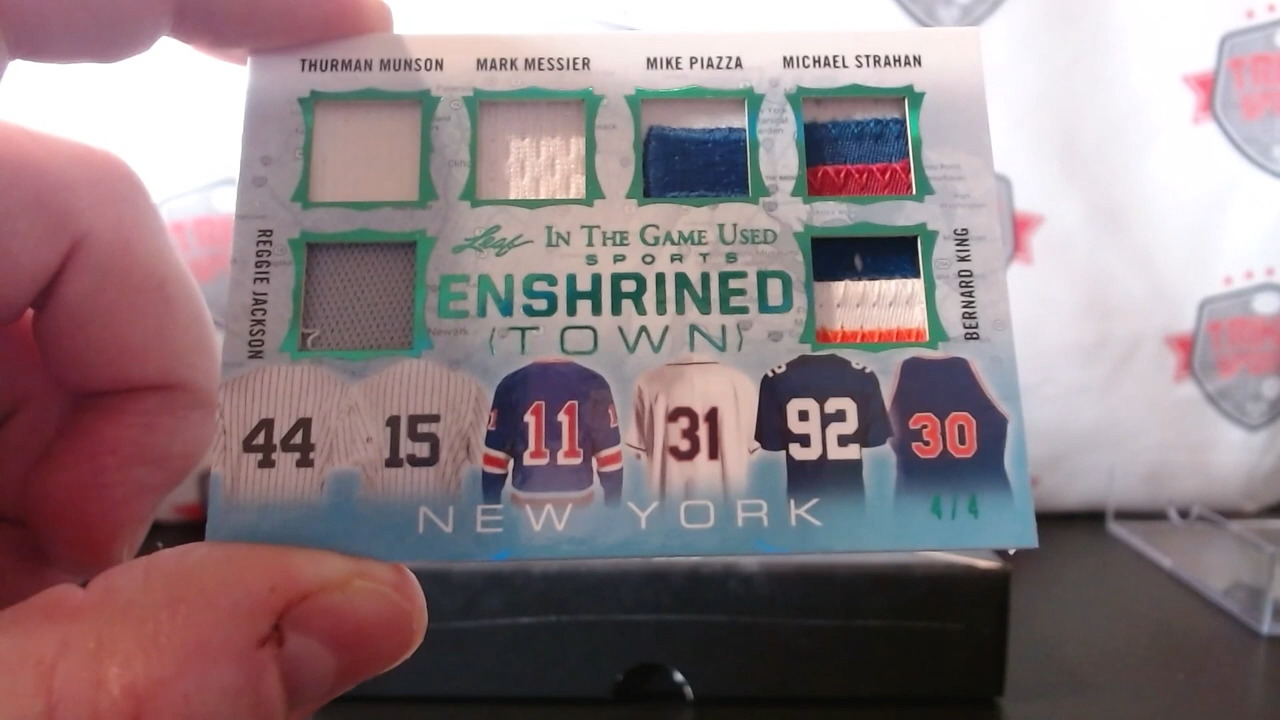 THURMAN MUNSON MARK MESSIER MIKE PIAZZA MICHAEL STRAHAN
REGGIE JACKSON
Leaf IN THE GAME USED
SPORTS
ENSHRINED
(TOWN)
BERNARD KING
44 15 11 31 92 30
NEW YORK
4/4